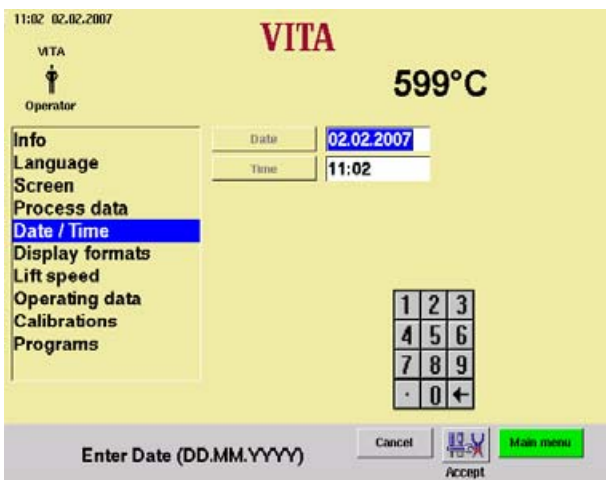 11:02 02.02.2007
VITA
VITA
Operator
599°C
Info
Language
Screen
Process data
Date / Time
Display formats
Lift speed
Operating data
Calibrations
Programs
Date 02.02.2007
Time 11:02
1 2 3
4 5 6
7 8 9
. 0 ←
Enter Date (DD.MM.YYYY)
Cancel
Accept
Main menu